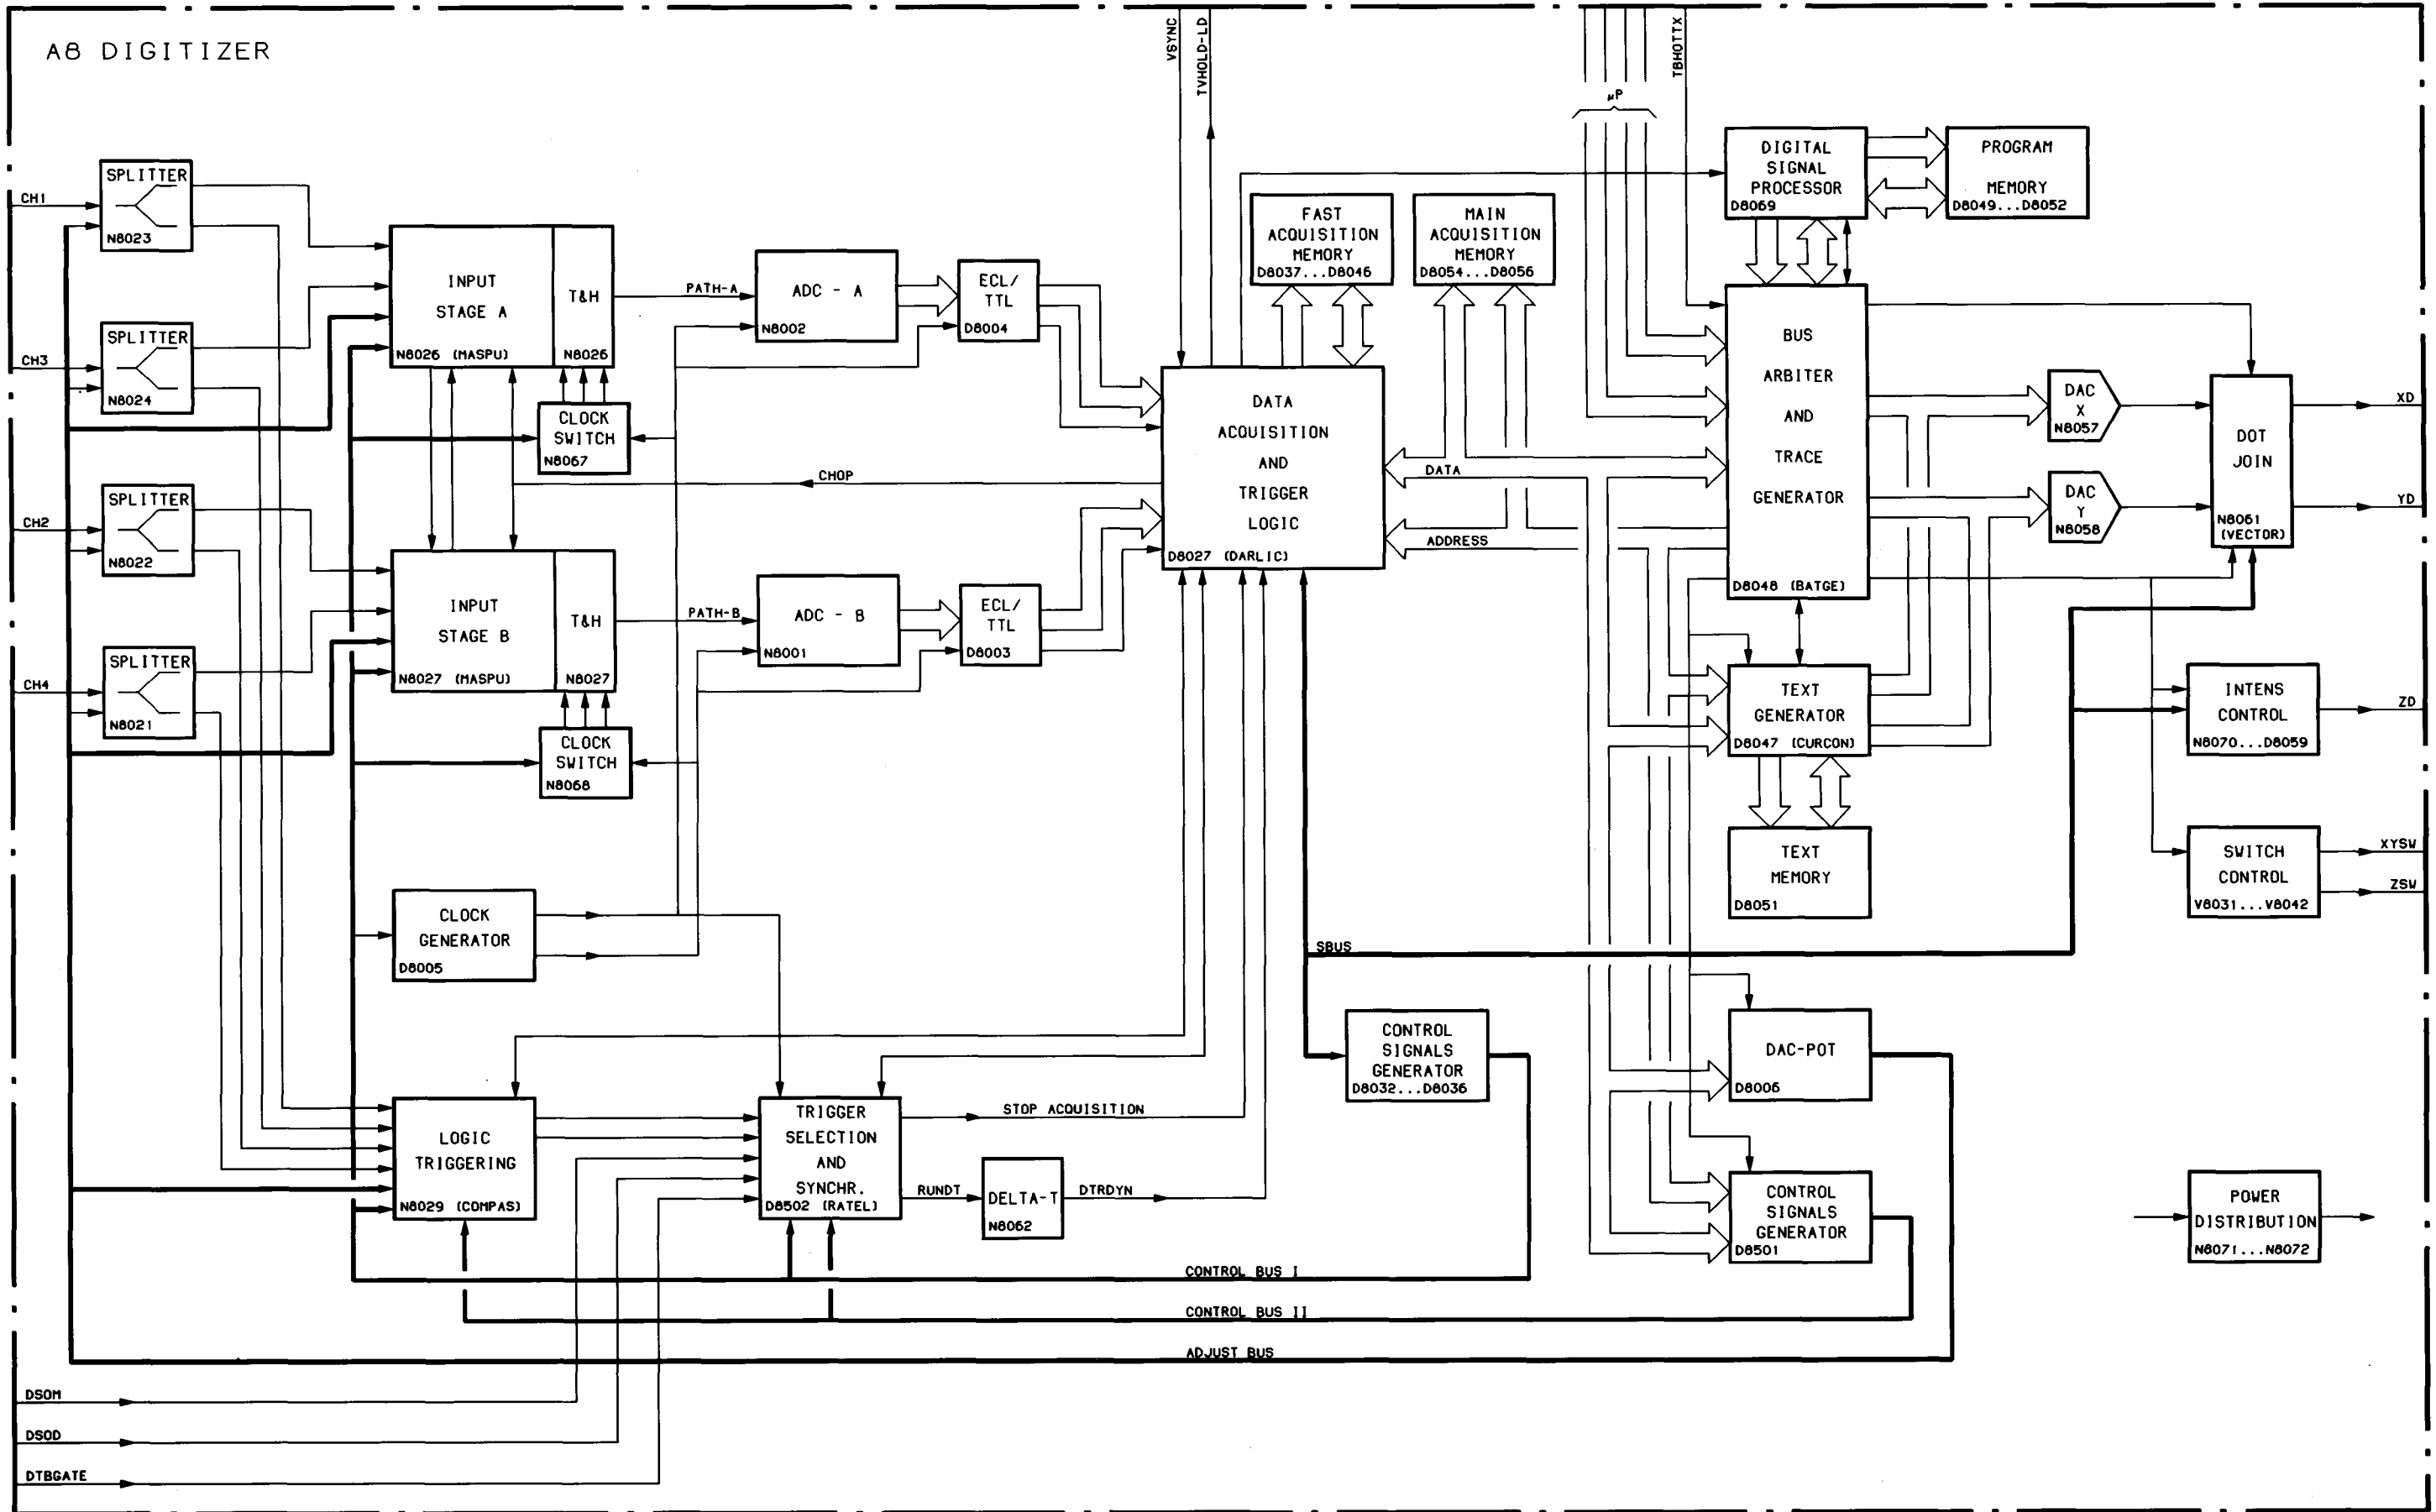 A8 DIGITIZER
VSYNC
TVHOLD-LD
TBHOTTX
μP
CH1
SPLITTER
N8023
CH3
SPLITTER
N8024
CH2
SPLITTER
N8022
CH4
SPLITTER
N8021
INPUT
STAGE A
N8026 (MASPU)
T&H
N8026
CLOCK
SWITCH
N8067
PATH-A
ADC - A
N8002
ECL/
TTL
D8004
CHOP
INPUT
STAGE B
N8027 (MASPU)
T&H
N8027
CLOCK
SWITCH
N8068
PATH-B
ADC - B
N8001
ECL/
TTL
D8003
FAST
ACQUISITION
MEMORY
D8037...D8046
MAIN
ACQUISITION
MEMORY
D8054...D8056
DATA
ACQUISITION
AND
TRIGGER
LOGIC
D8027 (DARLIC)
DATA
ADDRESS
DIGITAL
SIGNAL
PROCESSOR
D8069
PROGRAM
MEMORY
D8049...D8052
BUS
ARBITER
AND
TRACE
GENERATOR
D8048 (BATGE)
DAC
X
N8057
DAC
Y
N8058
DOT
JOIN
N8061
(VECTOR)
XD
YD
TEXT
GENERATOR
D8047 (CURCON)
TEXT
MEMORY
D8051
INTENS
CONTROL
N8070...D8059
ZD
SWITCH
CONTROL
V8031...V8042
XYSW
ZSW
CLOCK
GENERATOR
D8005
SBUS
CONTROL
SIGNALS
GENERATOR
D8032...D8036
DAC-POT
D8006
LOGIC
TRIGGERING
N8029 (COMPAS)
TRIGGER
SELECTION
AND
SYNCHR.
D8502 (RATEL)
STOP ACQUISITION
RUNDT
DELTA-T
N8062
DTRDYN
CONTROL
SIGNALS
GENERATOR
D8501
POWER
DISTRIBUTION
N8071...N8072
CONTROL BUS I
CONTROL BUS II
ADJUST BUS
DSOM
DSOD
DTBGATE